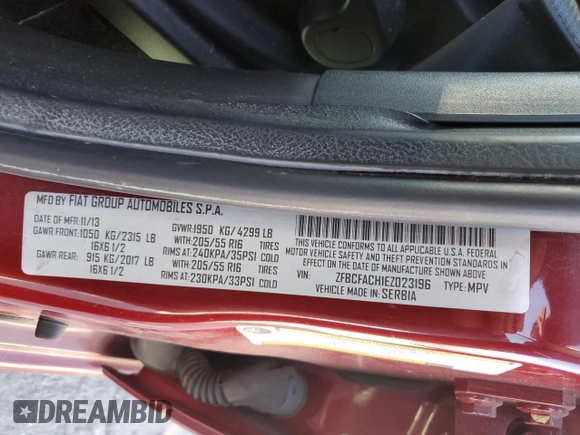 MFD BY FIAT GROUP AUTOMOBILES S.P.A.
DATE OF MFR:11/13 GVWR:1950 KG/4299 LB
GAWR FRONT:1050 KG/2315 LB WITH:205/55 R16 TIRES
16X6 1/2 RIMS AT:240KPA/35PSI COLD
GAWR REAR: 915 KG/2017 LB WITH:205/55 R16 TIRES
16X6 1/2 RIMS AT:230KPA/33PSI COLD
THIS VEHICLE CONFORMS TO ALL APPLICABLE U.S.A. FEDERAL
MOTOR VEHICLE SAFETY AND THEFT PREVENTION STANDARDS IN
EFFECT ON THE DATE OF MANUFACTURE SHOWN ABOVE.
VIN: ZFBCFACH1EZ023196 TYPE: MPV
VEHICLE MADE IN: SERBIA
DREAMBID